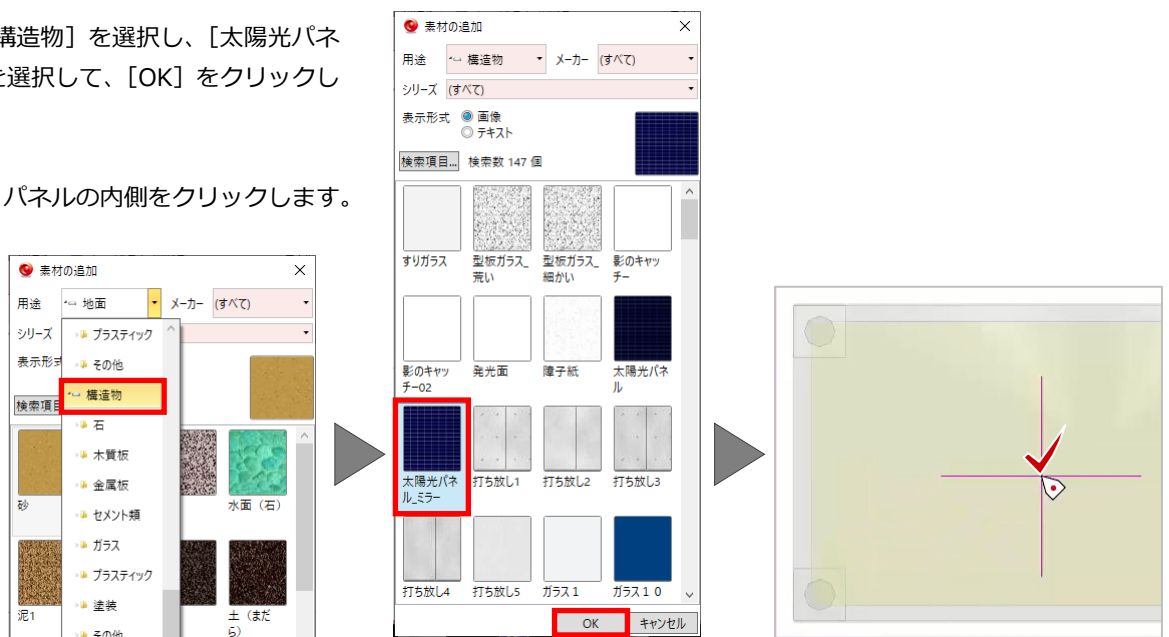 構造物］を選択し、［太陽光パネ
を選択して、［OK］をクリックし
パネルの内側をクリックします。
素材の追加
用途 地面 メーカー (すべて)
シリーズ
プラスティック
表示形式
その他
構造物
検索項目
石
木質板
金属板
砂
水面（石）
セメント類
ガラス
プラスティック
塗装
泥1
土（まだ
ら）
その他
素材の追加
用途 構造物 メーカー (すべて)
シリーズ (すべて)
表示形式 画像
テキスト
検索項目... 検索数 147 個
すりガラス 型板ガラス_荒い 型板ガラス_細かい 影のキャッチー
影のキャッチー02 発光面 障子紙 太陽光パネル
太陽光パネル_ミラー 打ち放し1 打ち放し2 打ち放し3
打ち放し4 打ち放し5 ガラス１ ガラス１０
OK キャンセル